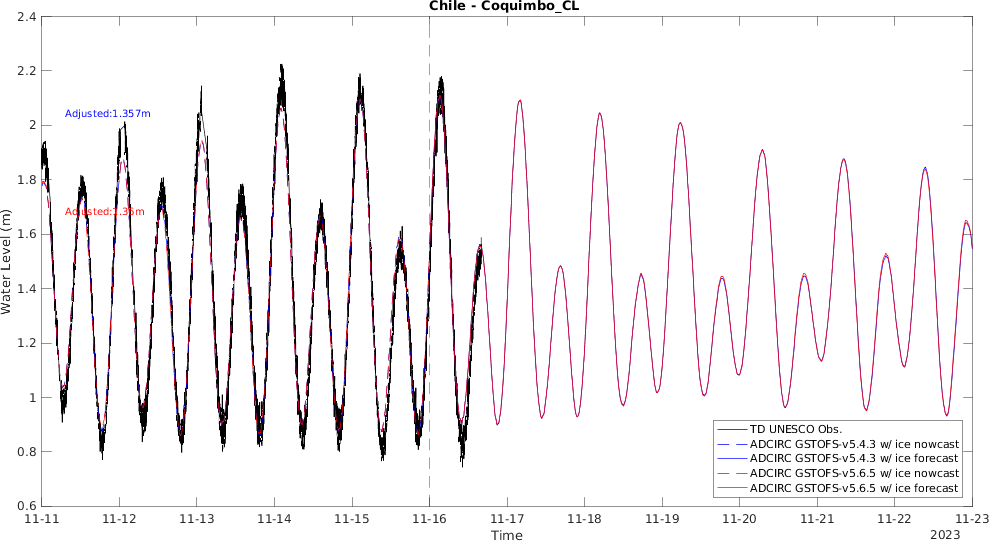 Chile - Coquimbo_CL
2.4
2.2
2
1.8
1.6
1.4
1.2
1
0.8
0.6
Water Level (m)
Adjusted:1.357m
Adjusted:1.36m
TD UNESCO Obs.
ADCIRC GSTOFS-v5.4.3 w/ ice nowcast
ADCIRC GSTOFS-v5.4.3 w/ ice forecast
ADCIRC GSTOFS-v5.6.5 w/ ice nowcast
ADCIRC GSTOFS-v5.6.5 w/ ice forecast
11-11 11-12 11-13 11-14 11-15 11-16 11-17 11-18 11-19 11-20 11-21 11-22 11-23
Time
2023